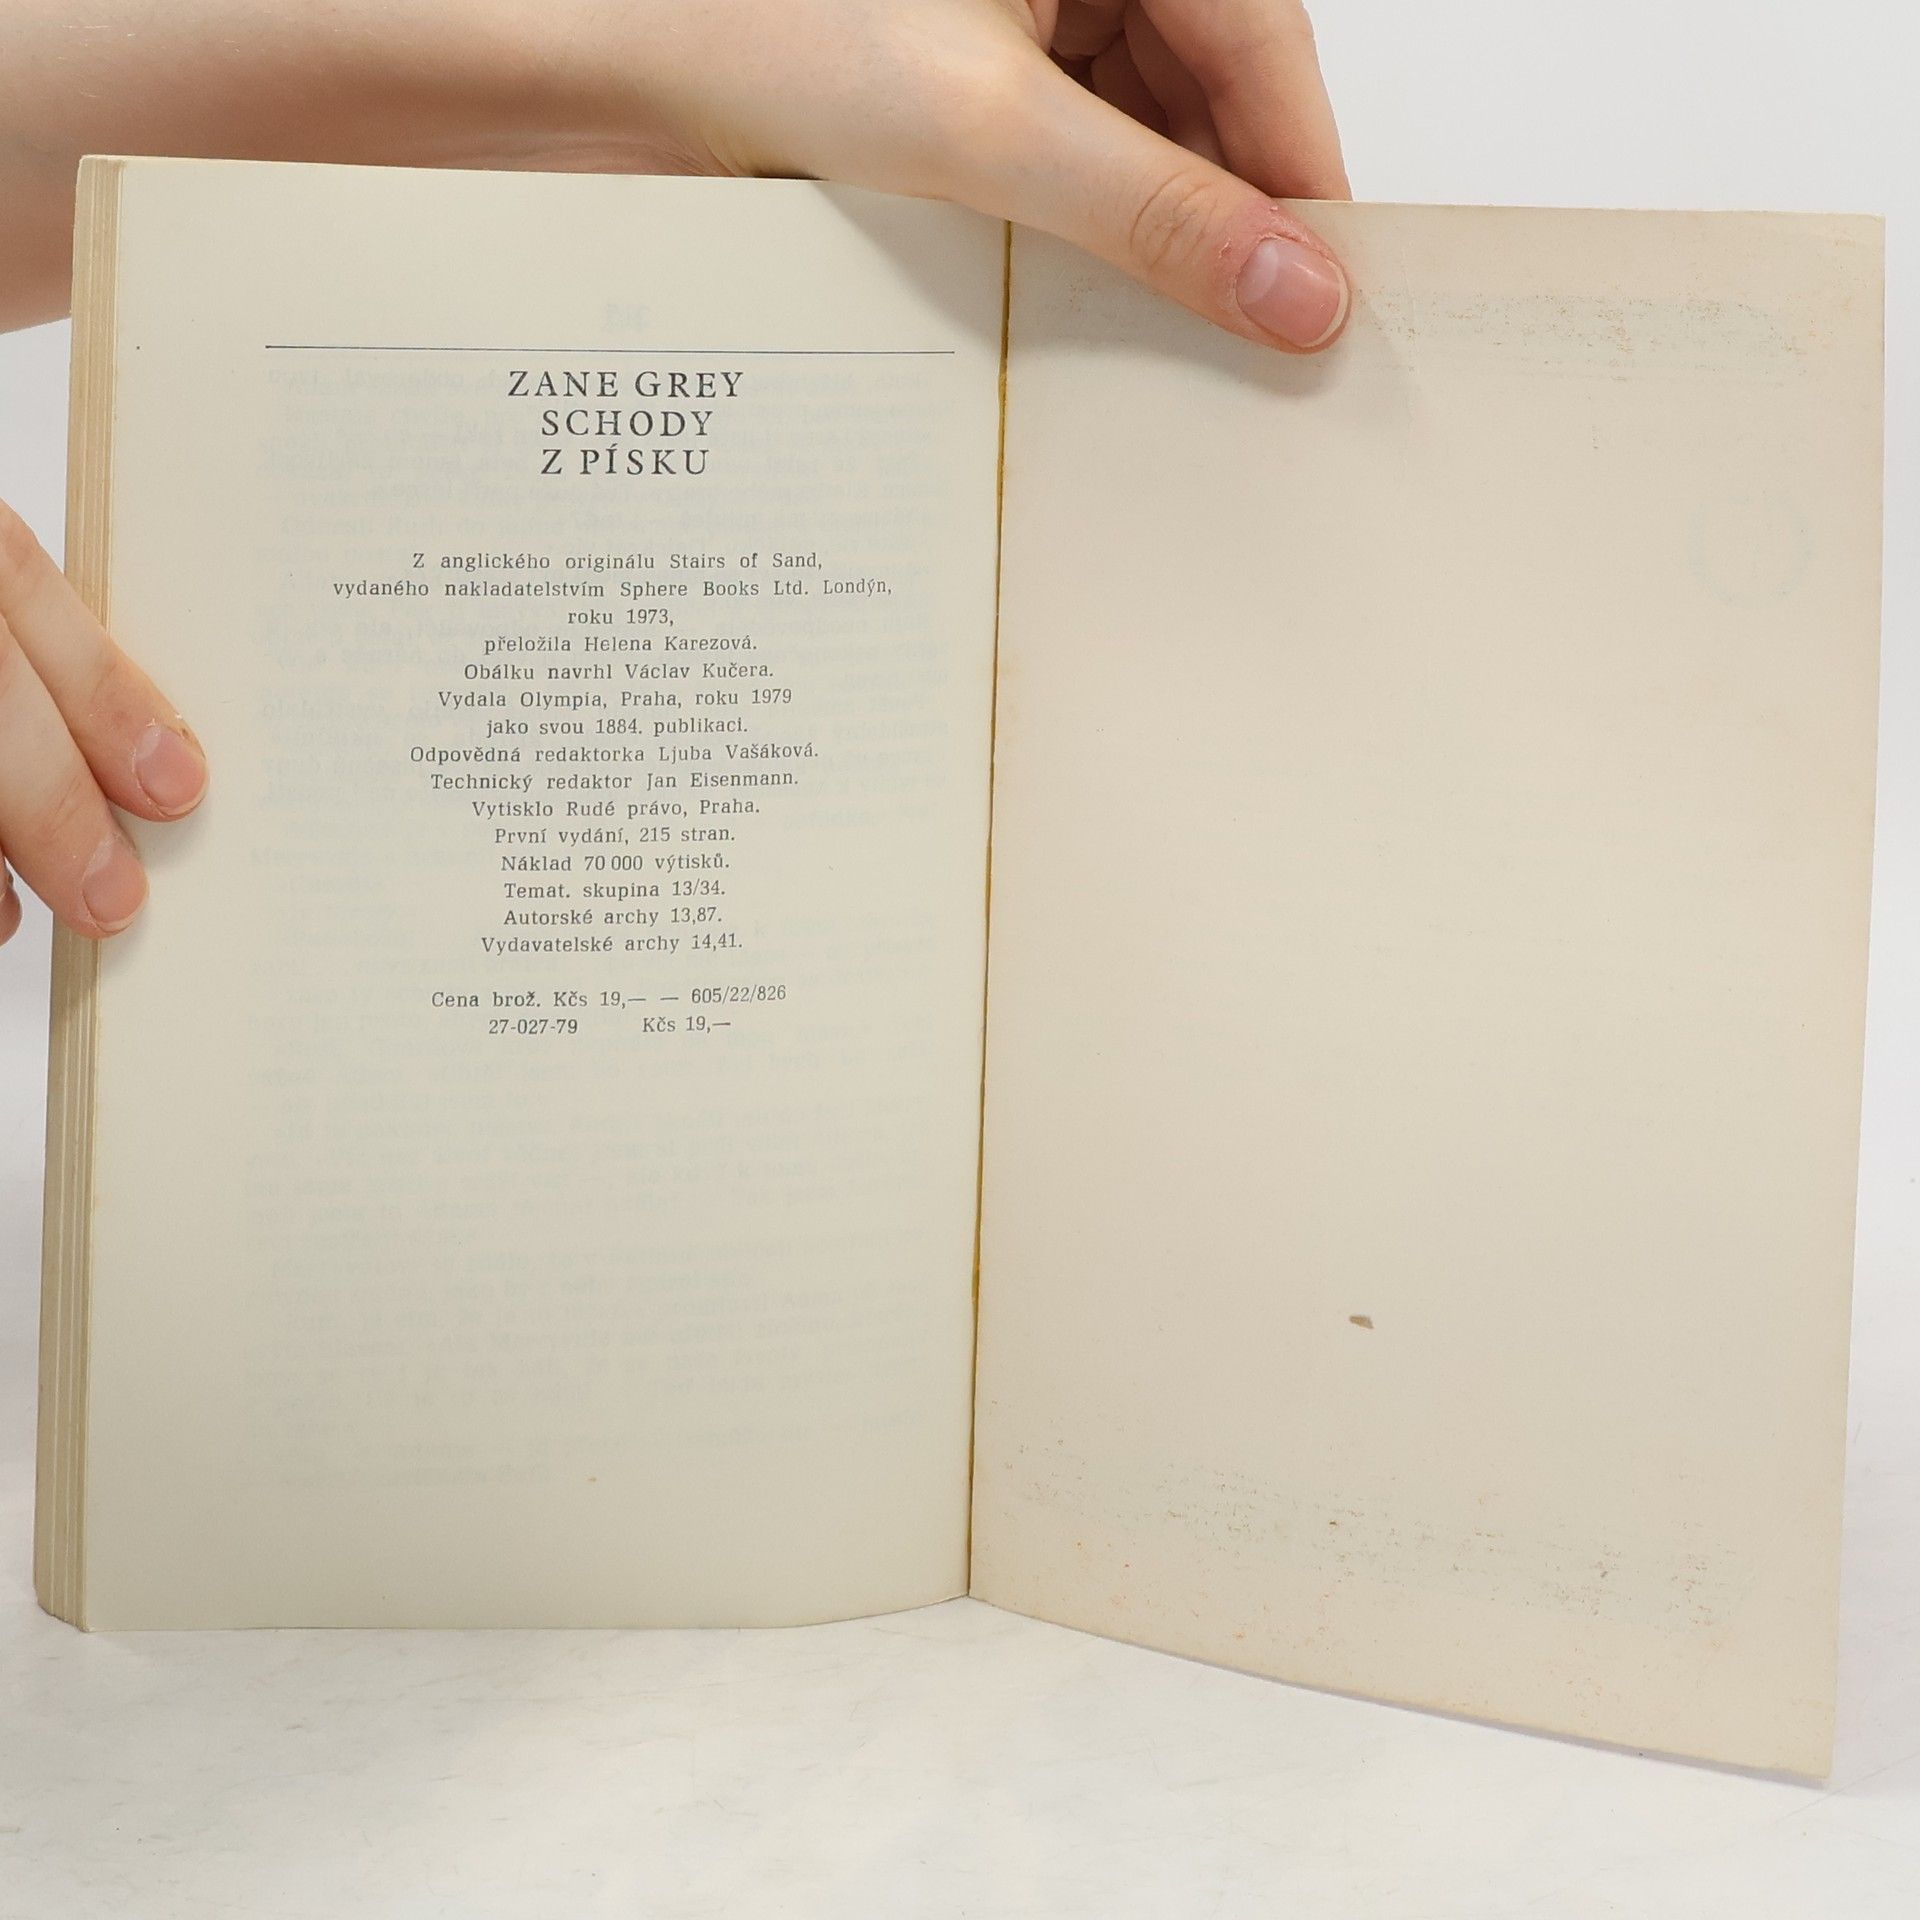 ZANE GREY
SCHODY
Z PÍSKU
Z anglického originálu Stairs of Sand,
vydaného nakladatelstvím Sphere Books Ltd. Londýn,
roku 1973,
přeložila Helena Karezová.
Obálku navrhl Václav Kučera.
Vydala Olympia, Praha, roku 1979
jako svou 1884. publikaci.
Odpovědná redaktorka Ljuba Vašáková.
Technický redaktor Jan Eisenmann.
Vytisklo Rudé právo, Praha.
První vydání, 215 stran.
Náklad 70 000 výtisků.
Temat. skupina 13/34.
Autorské archy 13,87.
Vydavatelské archy 14,41.
Cena brož. Kčs 19,— — 605/22/826
27-027-79 Kčs 19,—